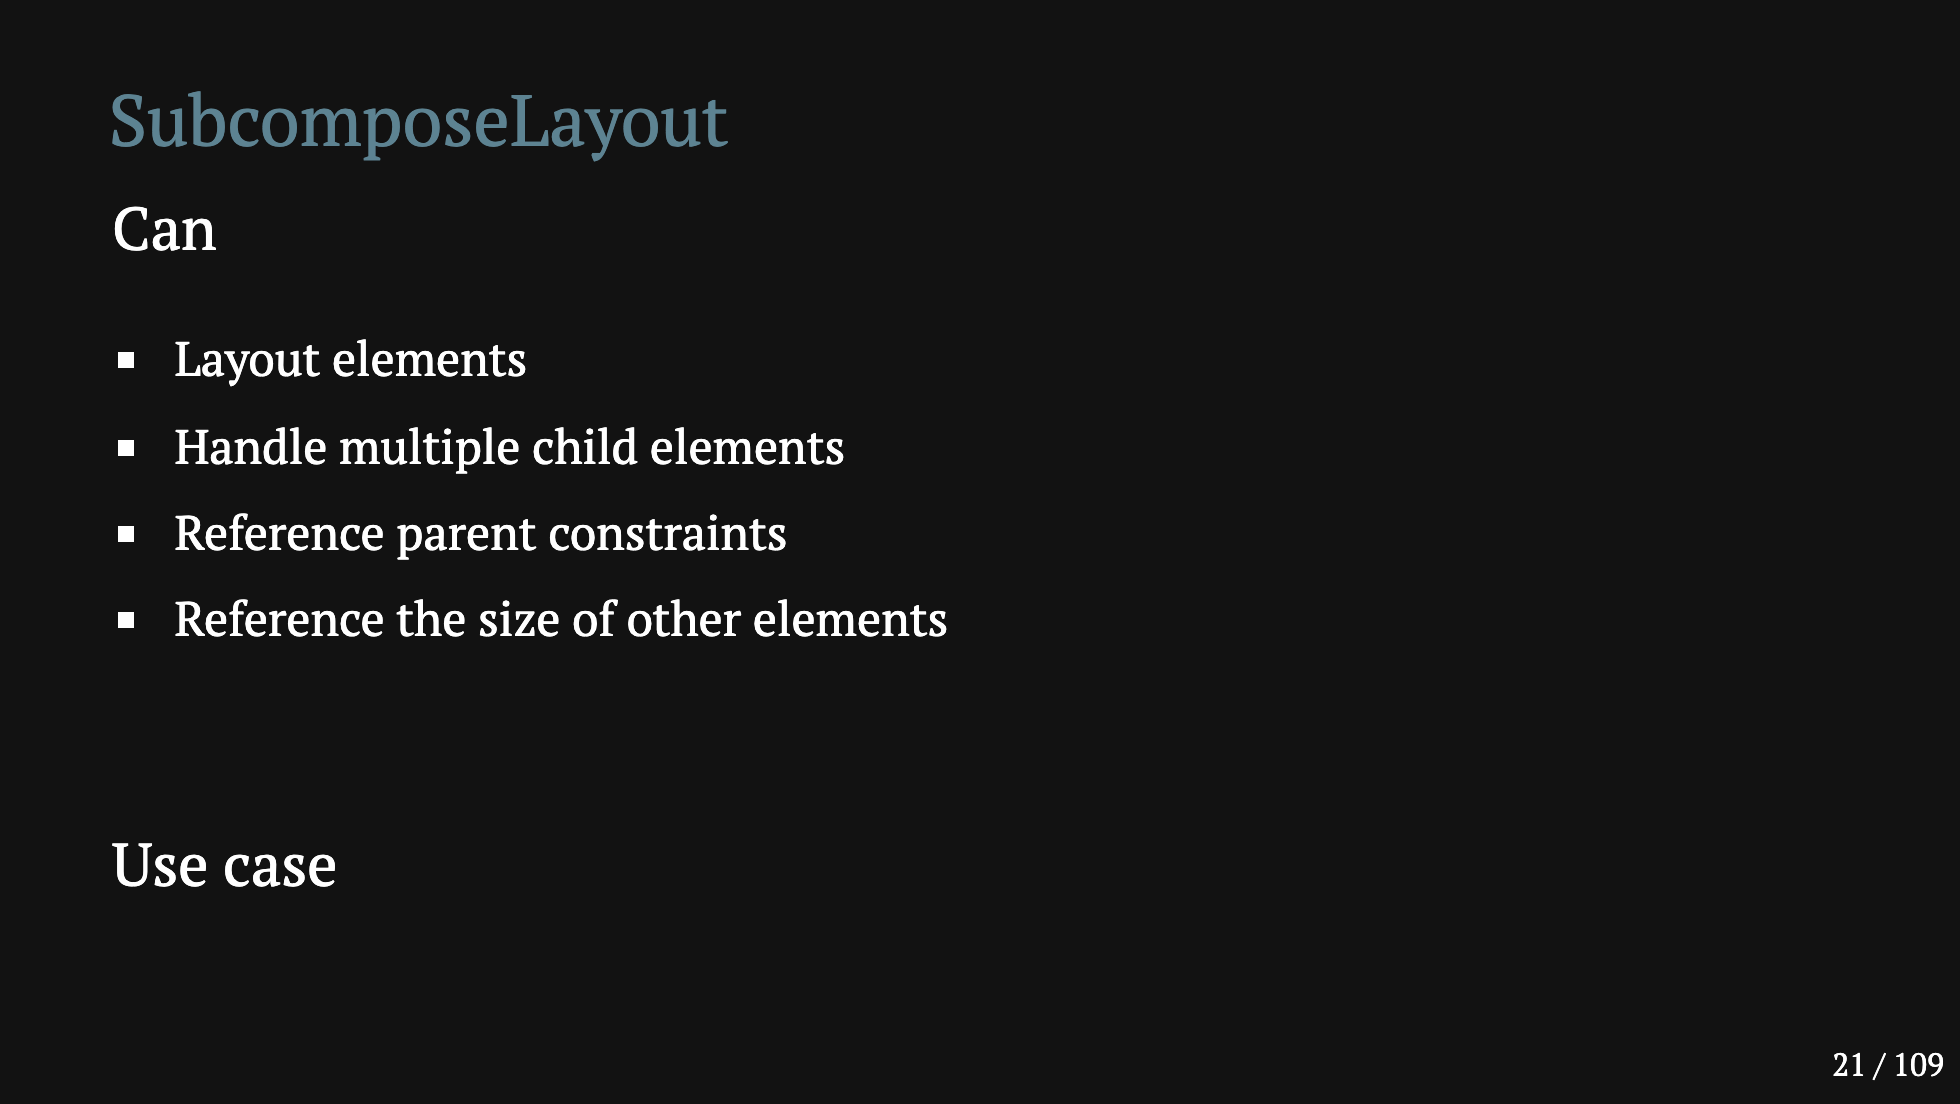 SubcomposeLayout
Can
▪ Layout elements
▪ Handle multiple child elements
▪ Reference parent constraints
▪ Reference the size of other elements
Use case
21 / 109